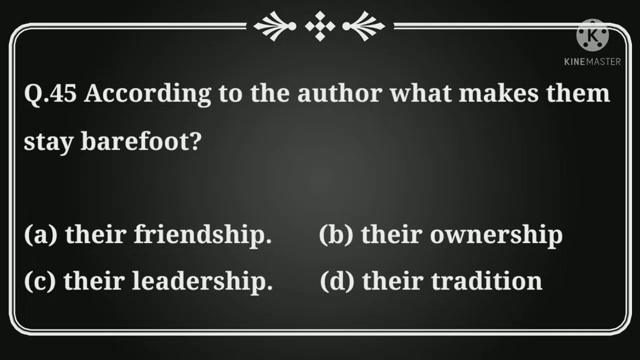 K
KINEMASTER
Q.45 According to the author what makes them
stay barefoot?
(a) their friendship. (b) their ownership
(c) their leadership. (d) their tradition